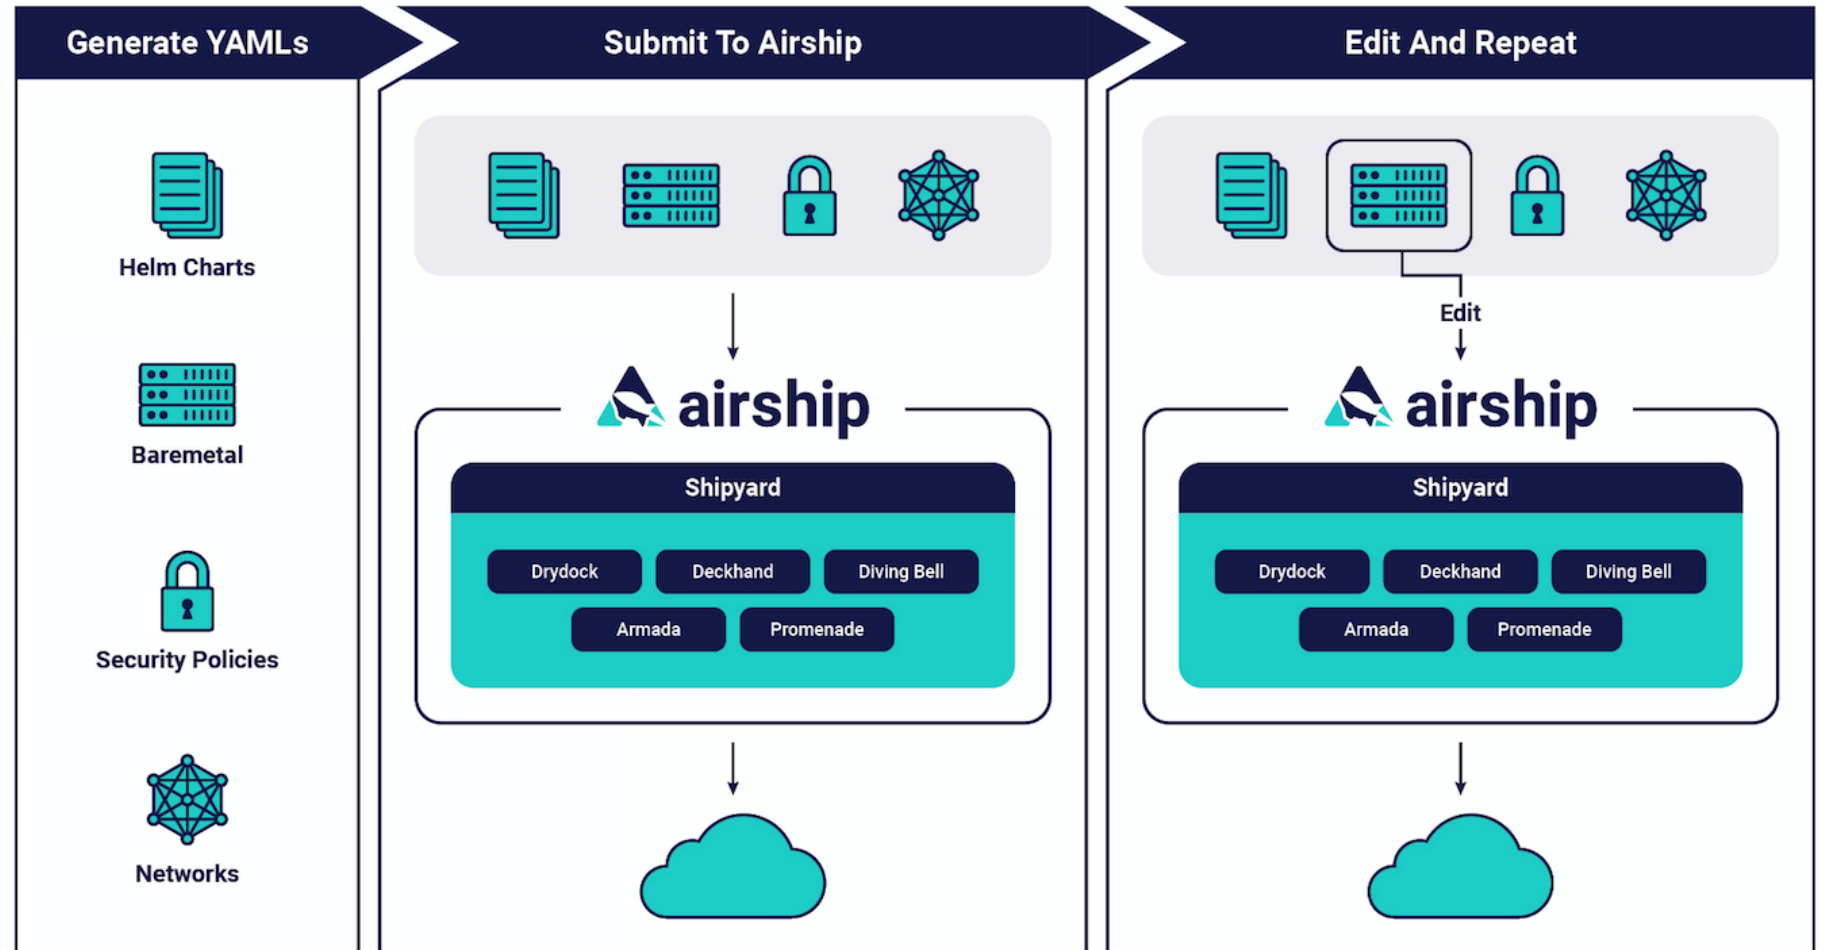 Generate YAMLs
Helm Charts
Baremetal
Security Policies
Networks
Submit To Airship
airship
Shipyard
Drydock
Deckhand
Diving Bell
Armada
Promenade
Edit And Repeat
Edit
airship
Shipyard
Drydock
Deckhand
Diving Bell
Armada
Promenade